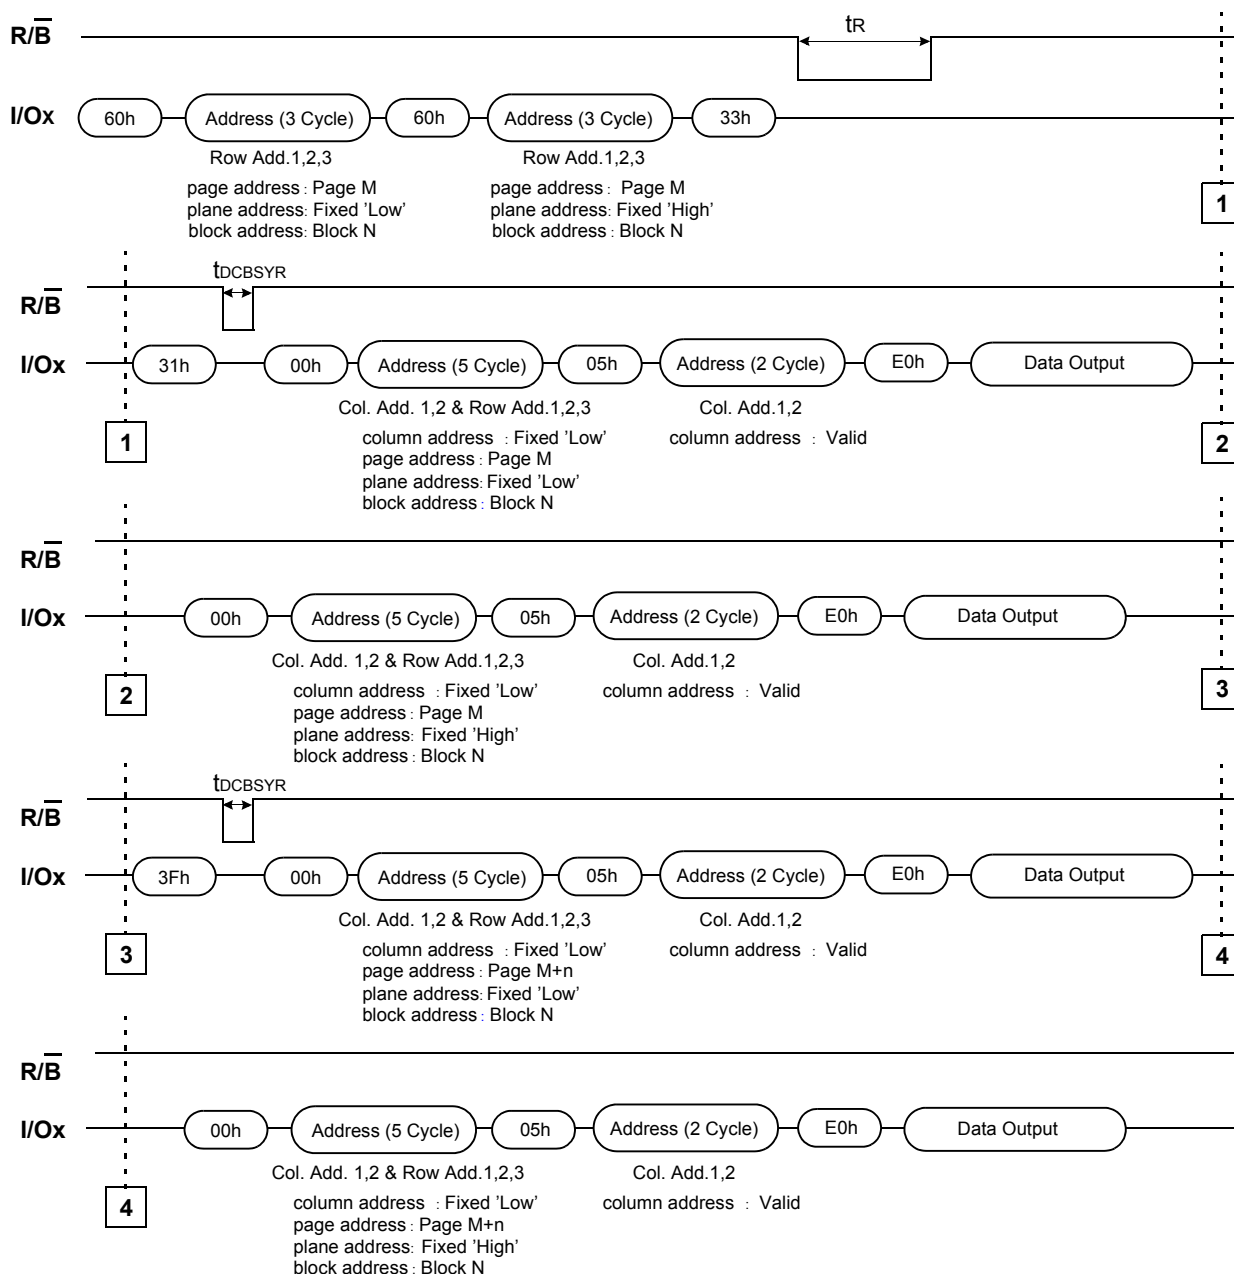 R/B tR
I/Ox 60h Address (3 Cycle) 60h Address (3 Cycle) 33h
Row Add.1,2,3 Row Add.1,2,3
page address : Page M page address : Page M
plane address: Fixed ’Low’ plane address: Fixed ’High’
block address: Block N block address : Block N
1
tDCBSYR
R/B
I/Ox 31h 00h Address (5 Cycle) 05h Address (2 Cycle) E0h Data Output
Col. Add. 1,2 & Row Add.1,2,3 Col. Add.1,2
column address : Fixed ’Low’ column address : Valid
page address : Page M
plane address: Fixed ’Low’
block address : Block N
1 2
R/B
I/Ox 00h Address (5 Cycle) 05h Address (2 Cycle) E0h Data Output
Col. Add. 1,2 & Row Add.1,2,3 Col. Add.1,2
column address : Fixed ’Low’ column address : Valid
page address : Page M
plane address: Fixed ’High’
block address : Block N
2 3
tDCBSYR
R/B
I/Ox 3Fh 00h Address (5 Cycle) 05h Address (2 Cycle) E0h Data Output
Col. Add. 1,2 & Row Add.1,2,3 Col. Add.1,2
column address : Fixed ’Low’ column address : Valid
page address : Page M+n
plane address: Fixed ’Low’
block address : Block N
3 4
R/B
I/Ox 00h Address (5 Cycle) 05h Address (2 Cycle) E0h Data Output
Col. Add. 1,2 & Row Add.1,2,3 Col. Add.1,2
column address : Fixed ’Low’ column address : Valid
page address : Page M+n
plane address: Fixed ’High’
block address : Block N
4